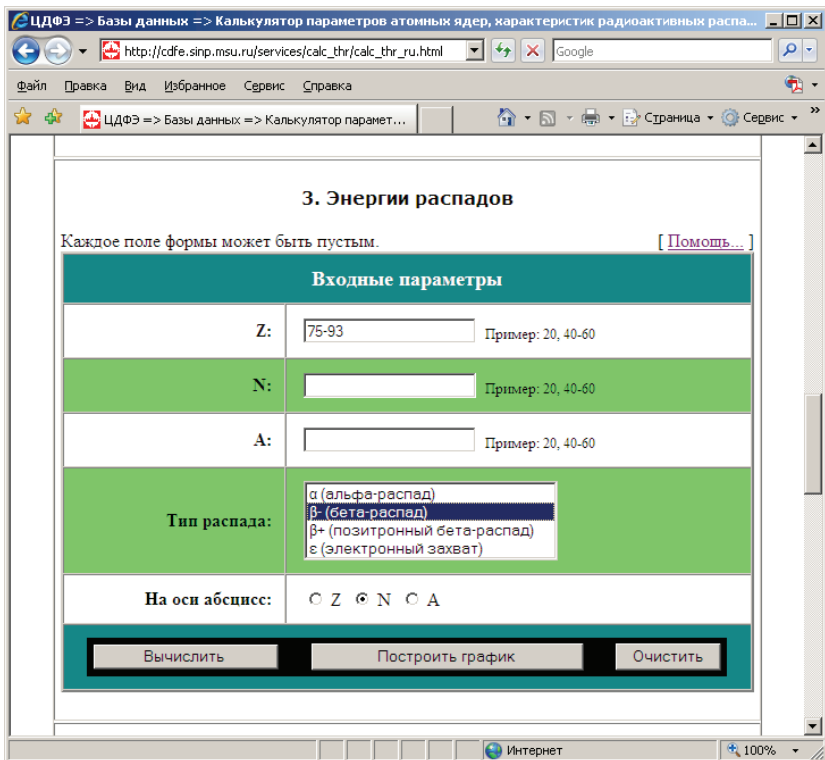 ЦДФЭ => Базы данных => Калькулятор параметров атомных ядер, характеристик радиоактивных распа...
http://cdfe.sinp.msu.ru/services/calc_thr/calc_thr_ru.html Google
Файл Правка Вид Избранное Сервис Справка
ЦДФЭ => Базы данных => Калькулятор парамет... Страница Сервис »
3. Энергии распадов
Каждое поле формы может быть пустым. [ Помощь... ]
Входные параметры
Z: 75-93 Пример: 20, 40-60
N: Пример: 20, 40-60
A: Пример: 20, 40-60
Тип распада:
α (альфа-распад)
β- (бета-распад)
β+ (позитронный бета-распад)
ε (электронный захват)
На оси абсцисс: Z N A
Вычислить Построить график Очистить
Интернет 100%